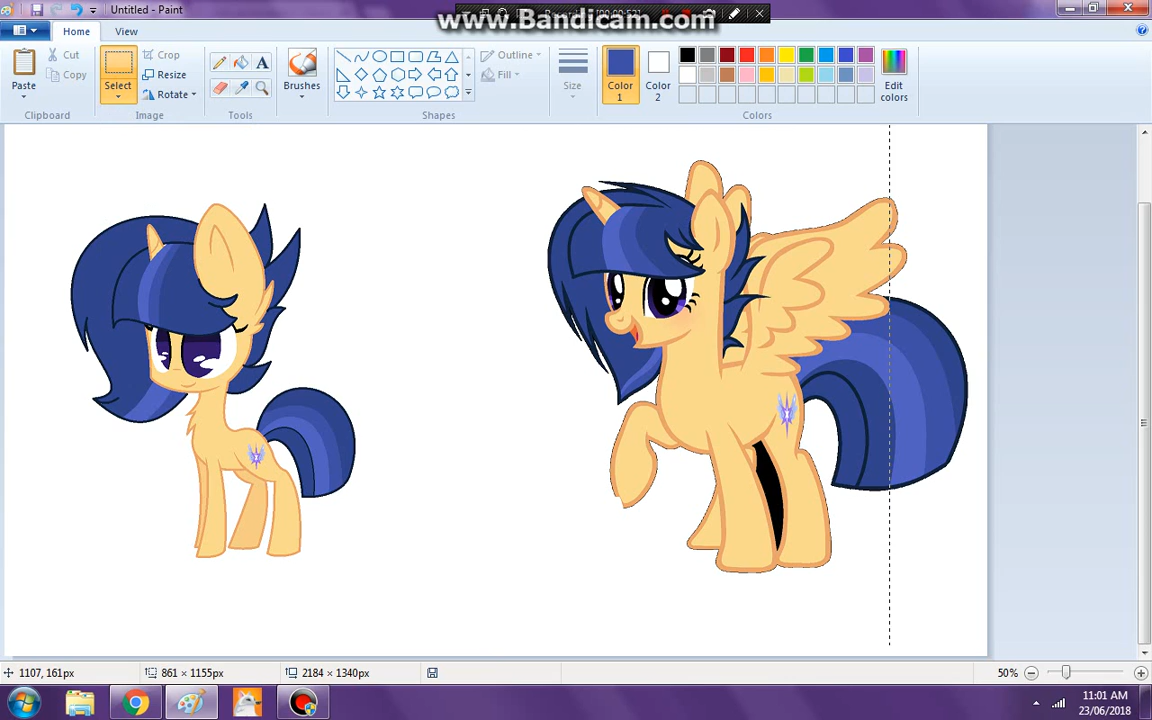 Untitled - Paint
www.Bandicam.com
Home
View
Paste
Cut
Copy
Clipboard
Select
Crop
Resize
Rotate
Image
A
Tools
Brushes
Outline
Fill
Shapes
Size
Color 1
Color 2
Edit colors
Colors
1107, 161px
861 × 1155px
2184 × 1340px
50%
11:01 AM
23/06/2018